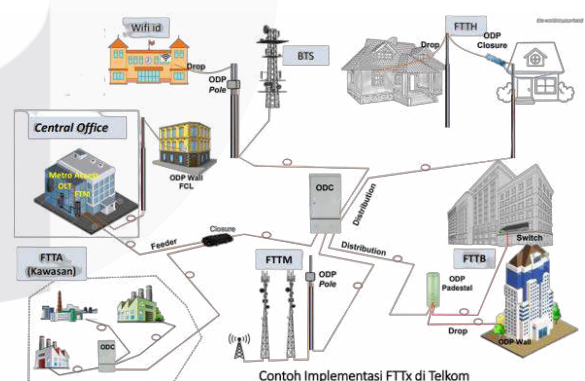 Wifi id
Drop
ODP
Pole
BTS
FTTH
Drop
ODP
Closure
Central Office
Metro Access
OLT
FTM
ODP Wall
FCL
ODC
Distribution
Feeder
Closure
Distribution
Switch
FTTA
(Kawasan)
ODC
FTTM
ODP
Pole
ODP
Padestal
FTTB
Drop
ODP Wall
Contoh Implementasi FTTx di Telkom